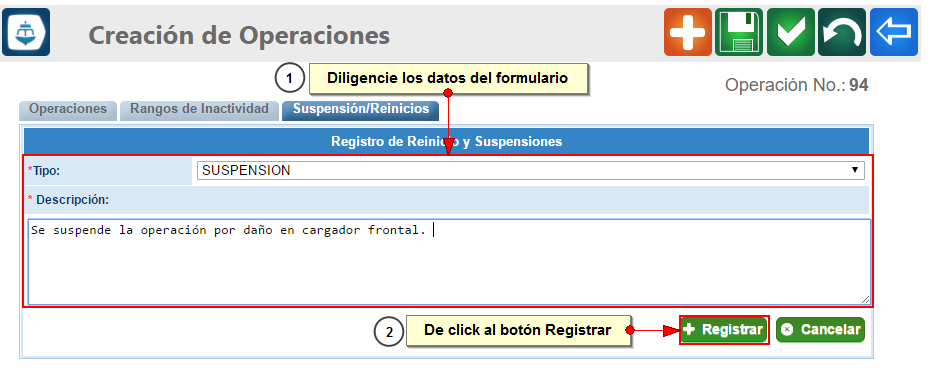 Creación de Operaciones
1 Diligencie los datos del formulario
Operación No.: 94
Operaciones Rangos de Inactividad Suspensión/Reinicios
Registro de Reinicio y Suspensiones
*Tipo: SUSPENSION
* Descripción:
Se suspende la operación por daño en cargador frontal.
2 De click al botón Registrar
Registrar Cancelar